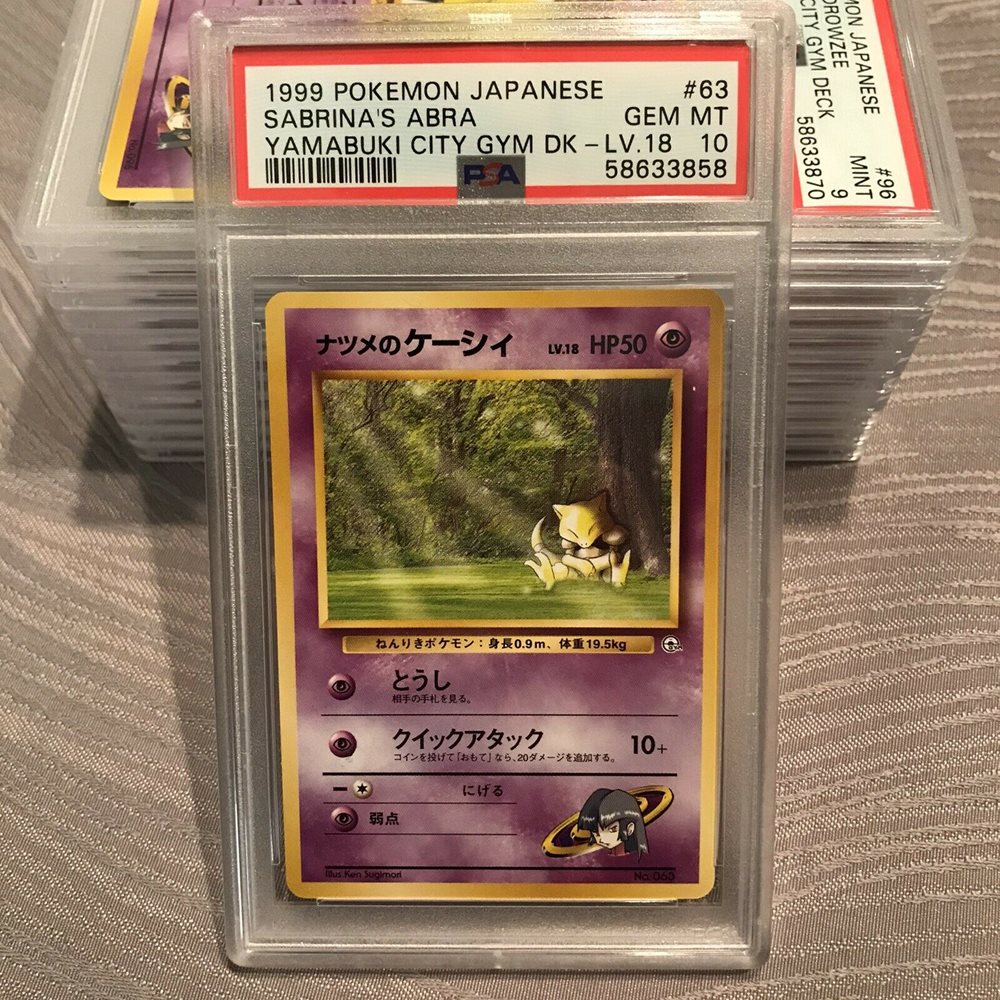 1999 POKEMON JAPANESE #63
SABRINA'S ABRA GEM MT
YAMABUKI CITY GYM DK - LV.18 10
58633858
PSA
MON JAPANESE #96
DROWZEE MINT
CITY GYM DECK 9
58633870
ナツメのケーシィ LV.18 HP50
ねんりきポケモン：身長0.9m、体重19.5kg
とうし
相手の手札を見る。
クイックアタック 10+
コインを投げて「おもて」なら、20ダメージを追加する。
にげる
弱点
Illus. Ken Sugimori No. 063